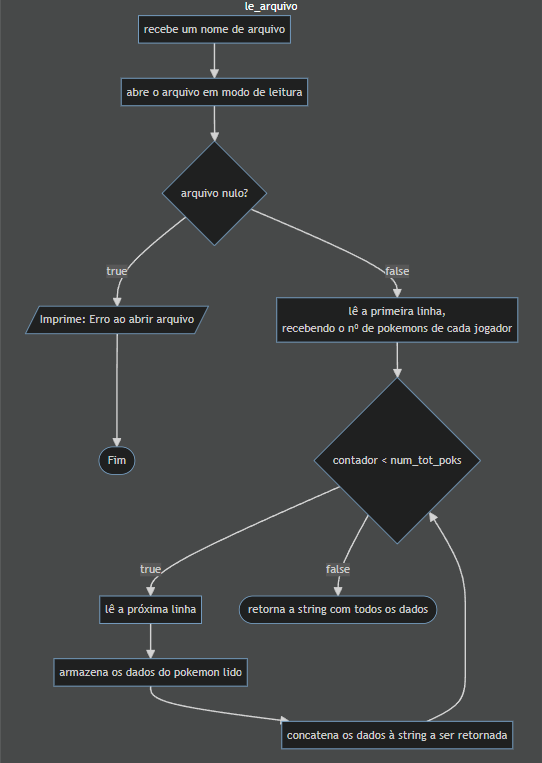 le_arquivo
recebe um nome de arquivo
abre o arquivo em modo de leitura
arquivo nulo?
true
false
Imprime: Erro ao abrir arquivo
lê a primeira linha,
recebendo o nº de pokemons de cada jogador
Fim
contador < num_tot_poks
true
false
lê a próxima linha
retorna a string com todos os dados
armazena os dados do pokemon lido
concatena os dados à string a ser retornada